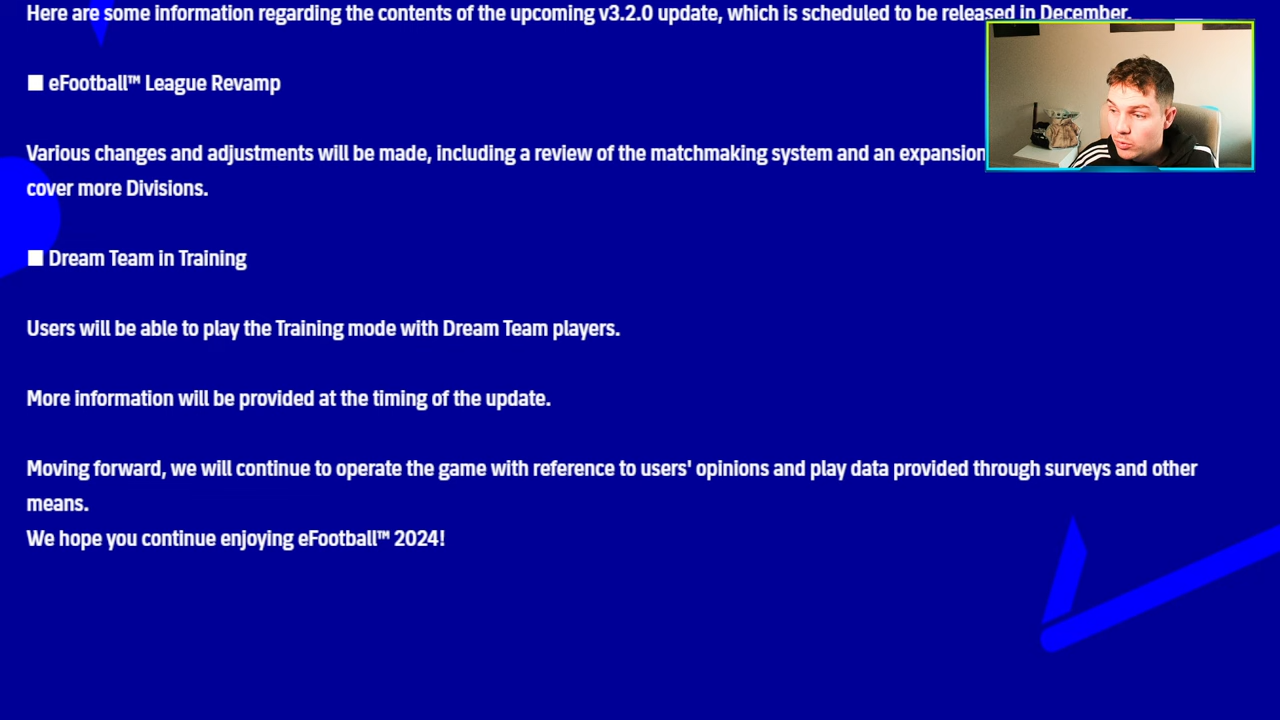 Here are some information regarding the contents of the upcoming v3.2.0 update, which is scheduled to be released in December.
■ eFootball™ League Revamp
Various changes and adjustments will be made, including a review of the matchmaking system and an expansion
cover more Divisions.
■ Dream Team in Training
Users will be able to play the Training mode with Dream Team players.
More information will be provided at the timing of the update.
Moving forward, we will continue to operate the game with reference to users' opinions and play data provided through surveys and other
means.
We hope you continue enjoying eFootball™ 2024!